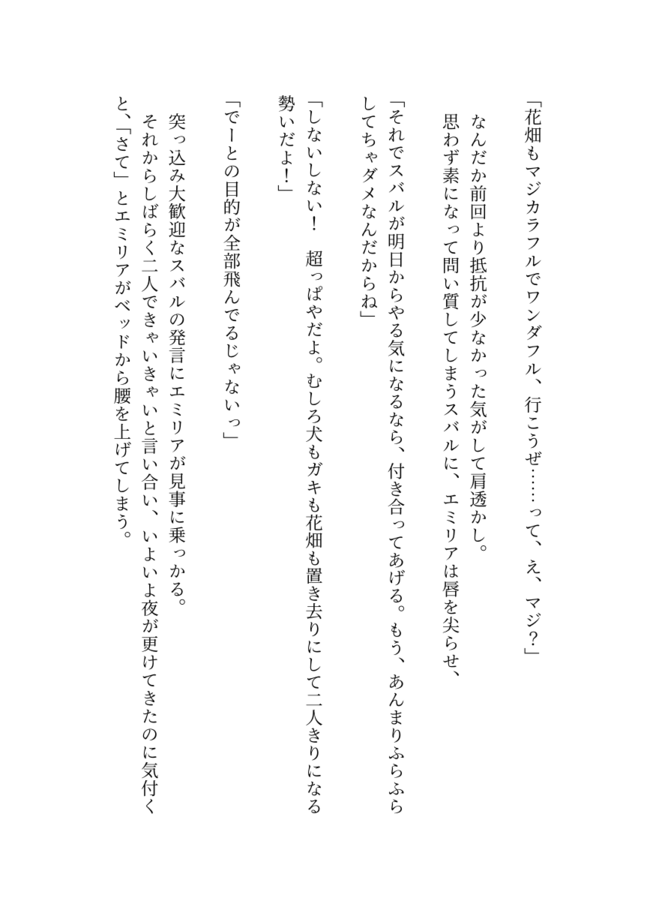 「花畑もマジカラフルでワンダフル、行こうぜ……って、え、マジ？」
なんだか前回より抵抗が少なかった気がして肩透かし。
思わず素になって問い質してしまうスバルに、エミリアは唇を尖らせ、
「それでスバルが明日からやる気になるなら、付き合ってあげる。もう、あんまりふらふら
してちゃダメなんだからね」
「しないしない！　超っぱやだよ。むしろ犬もガキも花畑も置き去りにして二人きりになる
勢いだよ！」
「でーとの目的が全部飛んでるじゃないっ」
突っ込み大歓迎なスバルの発言にエミリアが見事に乗っかる。
それからしばらく二人できゃいきゃいと言い合い、いよいよ夜が更けてきたのに気付く
と、「さて」とエミリアがベッドから腰を上げてしまう。